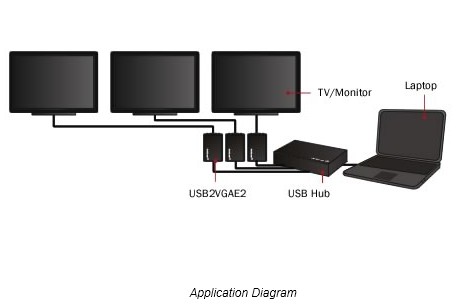 TV/Monitor
Laptop
USB2VGAE2
USB Hub
Application Diagram